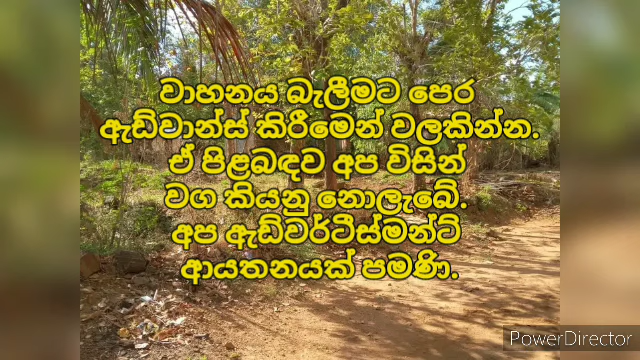 වාහනය බැලීමට පෙර
ඇඩ්වාන්ස් කිරීමෙන් වලකින්න.
ඒ පිළබඳව අප විසින්
වග කියනු නොලැබේ.
අප ඇඩ්වර්ටීස්මන්ට්
ආයතනයක් පමණි.
PowerDirector